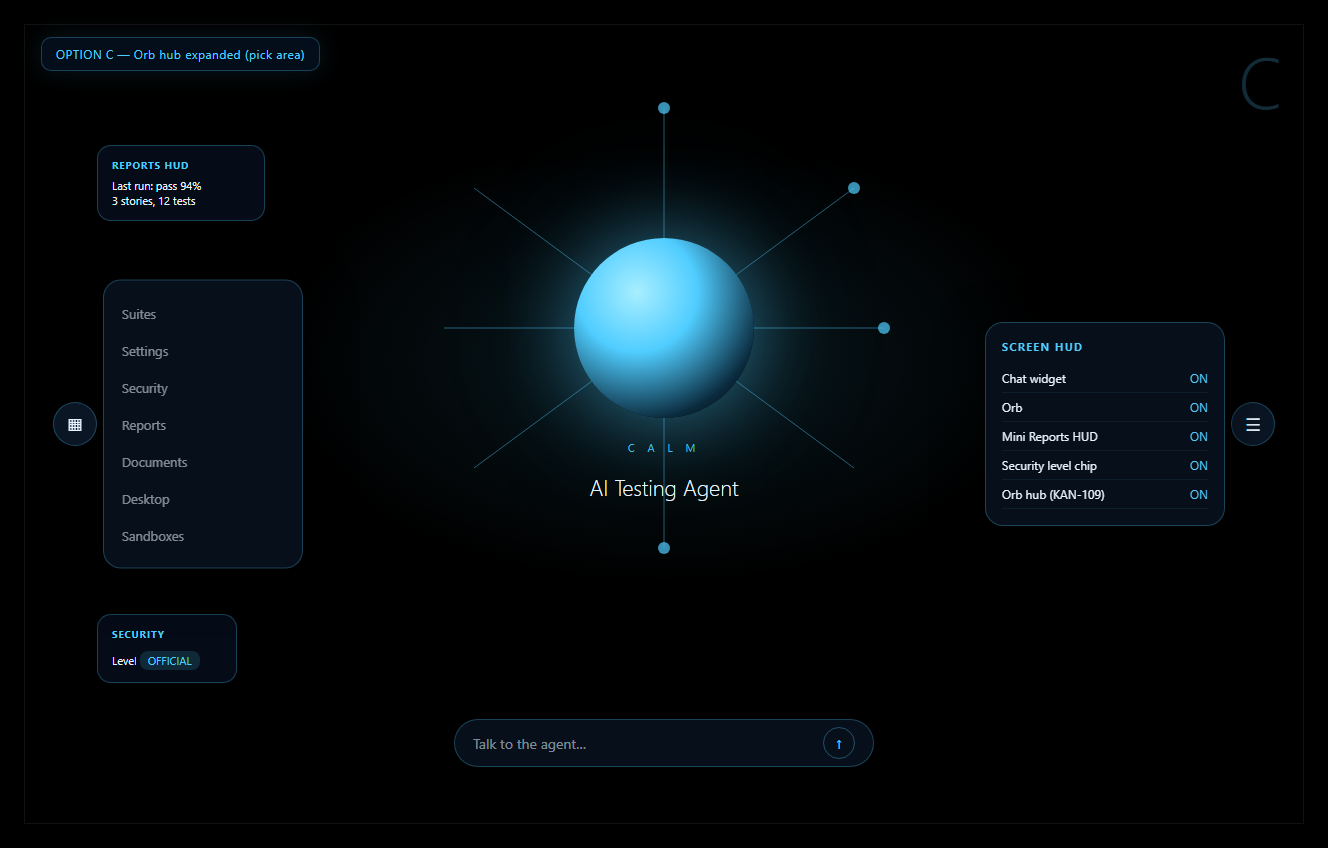 OPTION C — Orb hub expanded (pick area)
C
REPORTS HUD
Last run: pass 94%
3 stories, 12 tests
Suites
Settings
Security
Reports
Documents
Desktop
Sandboxes
SECURITY
Level OFFICIAL
CALM
AI Testing Agent
SCREEN HUD
Chat widget ON
Orb ON
Mini Reports HUD ON
Security level chip ON
Orb hub (KAN-109) ON
Talk to the agent... ↑